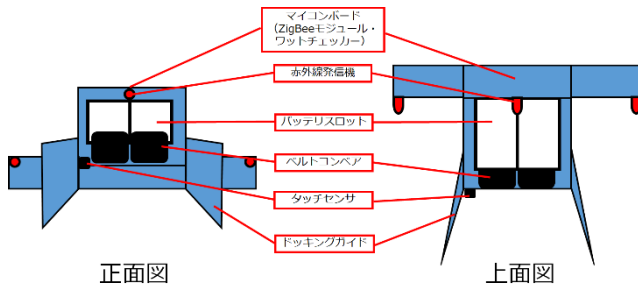 マイコンボード
(ZigBeeモジュール・
ワットチェッカー)
赤外線発信機
バッテリスロット
ベルトコンベア
タッチセンサ
ドッキングガイド
正面図
上面図